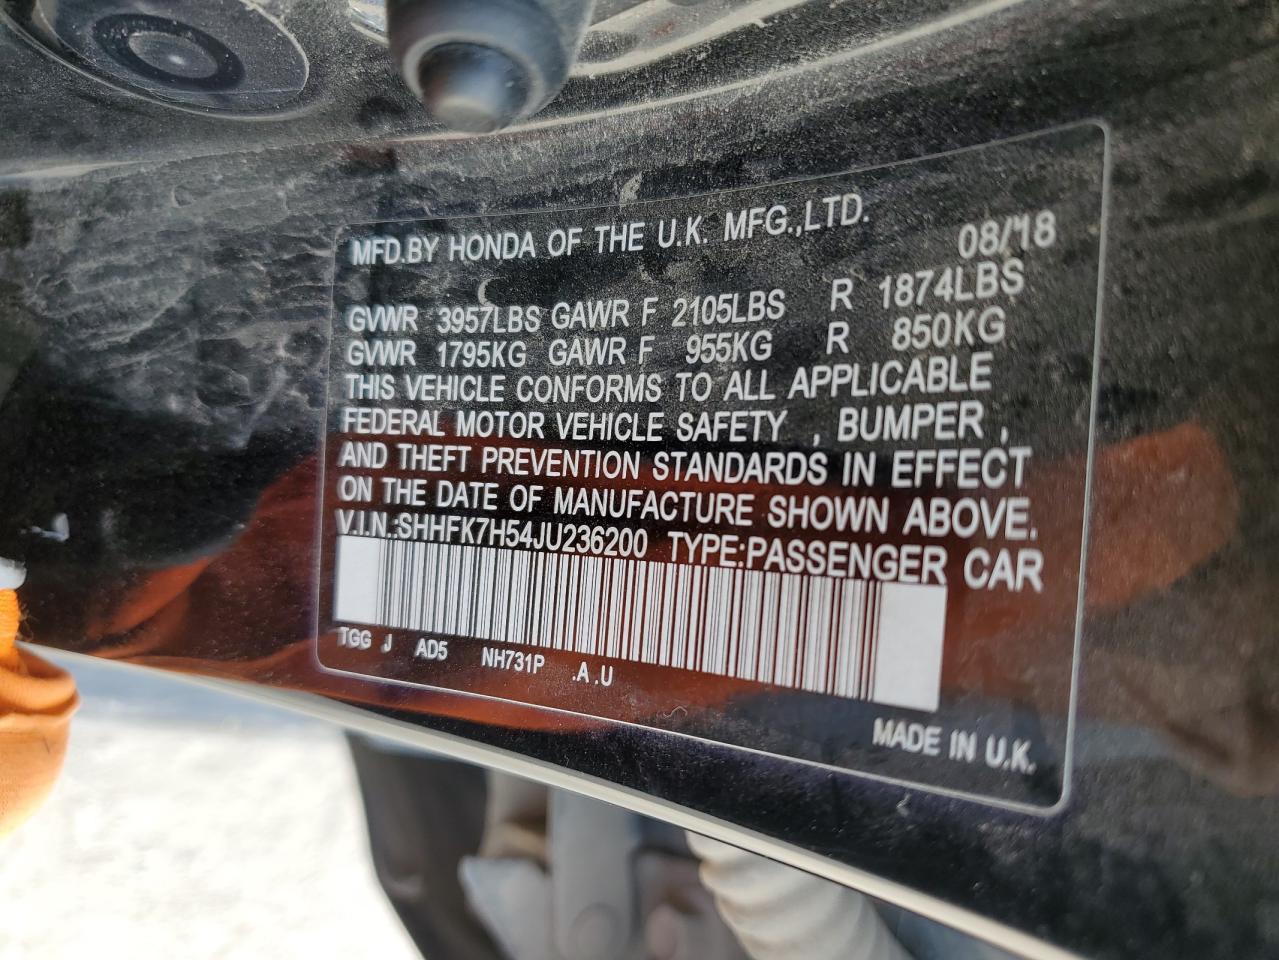 MFD.BY HONDA OF THE U.K. MFG.,LTD. 08/'18
GVWR 3957LBS GAWR F 2105LBS R 1874LBS
GVWR 1795KG GAWR F 955KG R 850KG
THIS VEHICLE CONFORMS TO ALL APPLICABLE
FEDERAL MOTOR VEHICLE SAFETY , BUMPER ,
AND THEFT PREVENTION STANDARDS IN EFFECT
ON THE DATE OF MANUFACTURE SHOWN ABOVE.
V.I.N.:SHHFK7H54JU236200 TYPE:PASSENGER CAR
TGG J AD5 NH731P .A .U
MADE IN U.K.